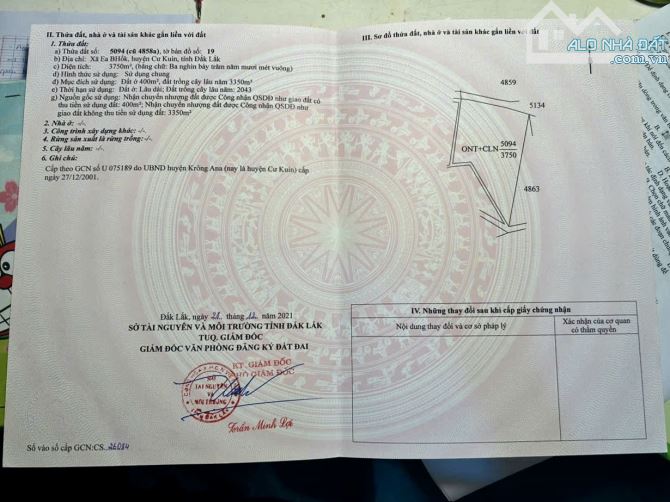 II. Thửa đất, nhà ở và tài sản khác gắn liền với đất
1. Thửa đất:
a) Thửa đất số: 5094 (cũ 4858a), tờ bản đồ số: 19
b) Địa chỉ: Xã Ea BHốk, huyện Cư Kuin, tỉnh Đắk Lắk
c) Diện tích: 3750m², (bằng chữ: Ba nghìn bảy trăm năm mươi mét vuông)
d) Hình thức sử dụng: Sử dụng chung
đ) Mục đích sử dụng: Đất ở 400m²; đất trồng cây lâu năm 3350m²
e) Thời hạn sử dụng: Đất ở: Lâu dài; Đất trồng cây lâu năm: 2043
g) Nguồn gốc sử dụng: Nhận chuyển nhượng đất được Công nhận QSDĐ như giao đất có
thu tiền sử dụng đất: 400m²; Nhận chuyển nhượng đất được Công nhận QSDĐ như
giao đất không thu tiền sử dụng đất: 3350m²
2. Nhà ở: -/-
3. Công trình xây dựng khác: -/-
4. Rừng sản xuất là rừng trồng: -/-
5. Cây lâu năm: -/-
6. Ghi chú:
Cấp theo GCN số U 075189 do UBND huyện Krông Ana (nay là huyện Cư Kuin) cấp
ngày 27/12/2001.
Đắk Lắk, ngày 21 tháng 12 năm 2021
SỞ TÀI NGUYÊN VÀ MÔI TRƯỜNG TỈNH ĐẮK LẮK
TUQ. GIÁM ĐỐC
GIÁM ĐỐC VĂN PHÒNG ĐĂNG KÝ ĐẤT ĐAI
KT. GIÁM ĐỐC
PHÓ GIÁM ĐỐC
SỞ
TÀI NGUYÊN
VÀ
MÔI TRƯỜNG
Trần Minh Lợi
Số vào sổ cấp GCN:CS 26084
III. Sơ đồ thửa đất, nhà ở và tài sản khác gắn liền với đất
ALO NHÀ ĐẤT
.com.vn
4859
5134
ONT+CLN 5094
3750
4863
IV. Những thay đổi sau khi cấp giấy chứng nhận
Nội dung thay đổi và cơ sở pháp lý
Xác nhận của cơ quan
có thẩm quyền